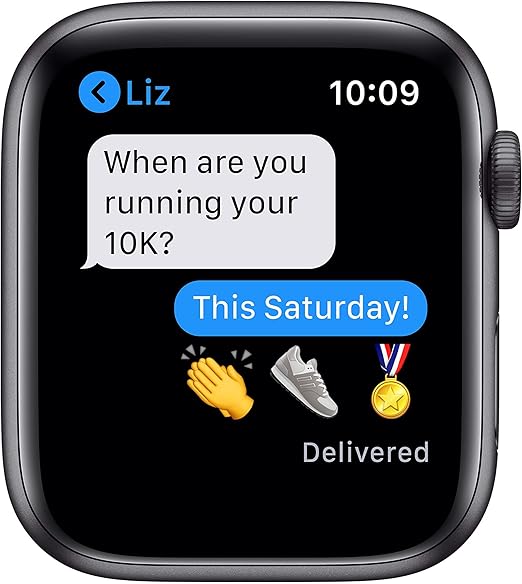 Liz
10:09
When are you
running your
10K?
This Saturday!
👏 👟 🏅
Delivered